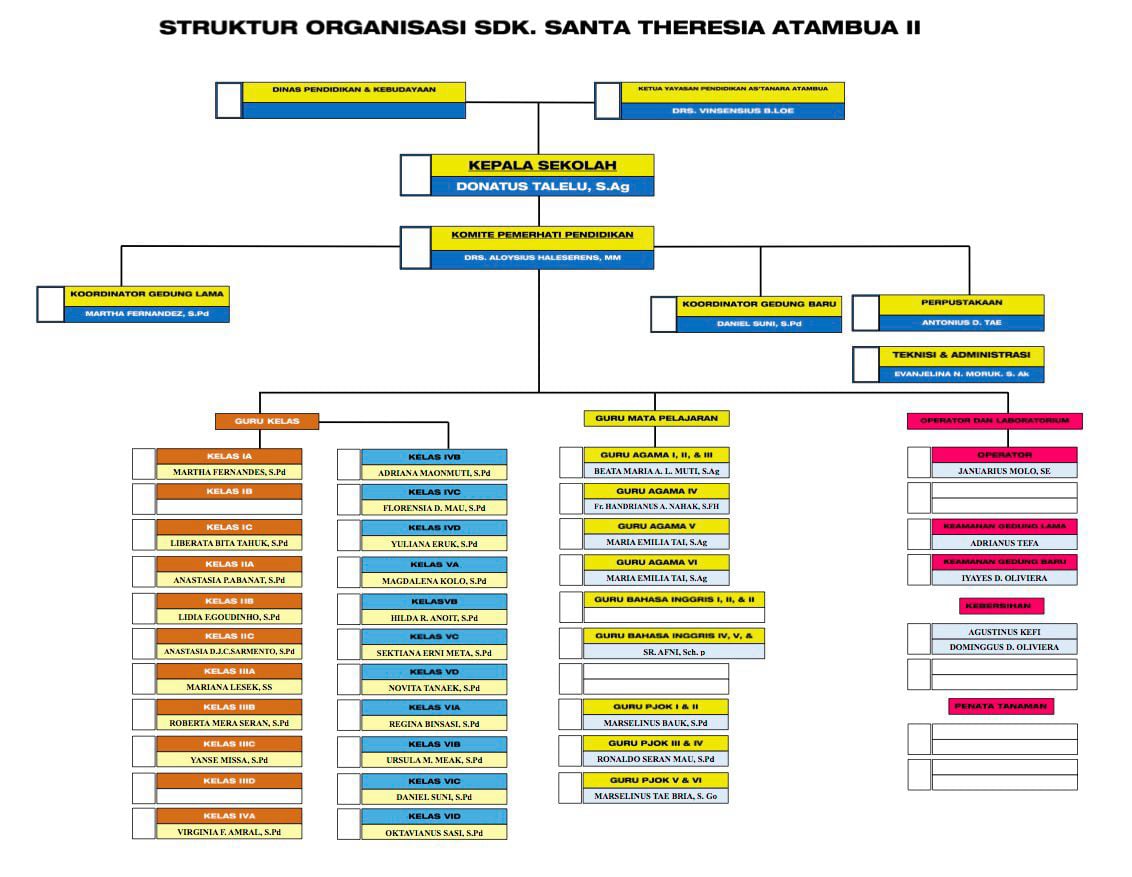 STRUKTUR ORGANISASI SDK. SANTA THERESIA ATAMBUA II
DINAS PENDIDIKAN & KEBUDAYAAN
KETUA YAYASAN PENDIDIKAN AS'TANARA ATAMBUA
DRS. VINSENSIUS B.LOE
KEPALA SEKOLAH
DONATUS TALELU, S.Ag
KOMITE PEMERHATI PENDIDIKAN
DRS. ALOYSIUS HALESERENS, MM
KOORDINATOR GEDUNG LAMA
MARTHA FERNANDEZ, S.Pd
KOORDINATOR GEDUNG BARU
DANIEL SUNI, S.Pd
PERPUSTAKAAN
ANTONIUS D. TAE
TEKNISI & ADMINISTRASI
EVANJELINA N. MORUK. S. Ak
GURU KELAS
KELAS IA
MARTHA FERNANDES, S.Pd
KELAS IB
KELAS IC
LIBERATA BITA TAHUK, S.Pd
KELAS IIA
ANASTASIA P.ABANAT, S.Pd
KELAS IIB
LIDIA F.GOUDINHO, S.Pd
KELAS IIC
ANASTASIA D.J.C.SARMENTO, S.Pd
KELAS IIIA
MARIANA LESEK, SS
KELAS IIIB
ROBERTA MERA SERAN, S.Pd
KELAS IIIC
YANSE MISSA, S.Pd
KELAS IIID
KELAS IVA
VIRGINIA F. AMRAL, S.Pd
KELAS IVB
ADRIANA MAONMUTI, S.Pd
KELAS IVC
FLORENSIA D. MAU, S.Pd
KELAS IVD
YULIANA ERUK, S.Pd
KELAS VA
MAGDALENA KOLO, S.Pd
KELASVB
HILDA R. ANOIT, S.Pd
KELAS VC
SEKTIANA ERNI META, S.Pd
KELAS VD
NOVITA TANAEK, S.Pd
KELAS VIA
REGINA BINSASI, S.Pd
KELAS VIB
URSULA M. MEAK, S.Pd
KELAS VIC
DANIEL SUNI, S.Pd
KELAS VID
OKTAVIANUS SASI, S.Pd
GURU MATA PELAJARAN
GURU AGAMA I, II, & III
BEATA MARIA A. L. MUTI, S.Ag
GURU AGAMA IV
Fr. HANDRIANUS A. NAHAK, S.FH
GURU AGAMA V
MARIA EMILIA TAI, S.Ag
GURU AGAMA VI
MARIA EMILIA TAI, S.Ag
GURU BAHASA INGGRIS I, II, & II
GURU BAHASA INGGRIS IV, V, &
SR. AFNI, Sch. p
GURU PJOK I & II
MARSELINUS BAUK, S.Pd
GURU PJOK III & IV
RONALDO SERAN MAU, S.Pd
GURU PJOK V & VI
MARSELINUS TAE BRIA, S. Go
OPERATOR DAN LABORATORIUM
OPERATOR
JANUARIUS MOLO, SE
KEAMANAN GEDUNG LAMA
ADRIANUS TEFA
KEAMANAN GEDUNG BARU
IYAYES D. OLIVIERA
KEBERSIHAN
AGUSTINUS KEFI
DOMINGGUS D. OLIVIERA
PENATA TANAMAN